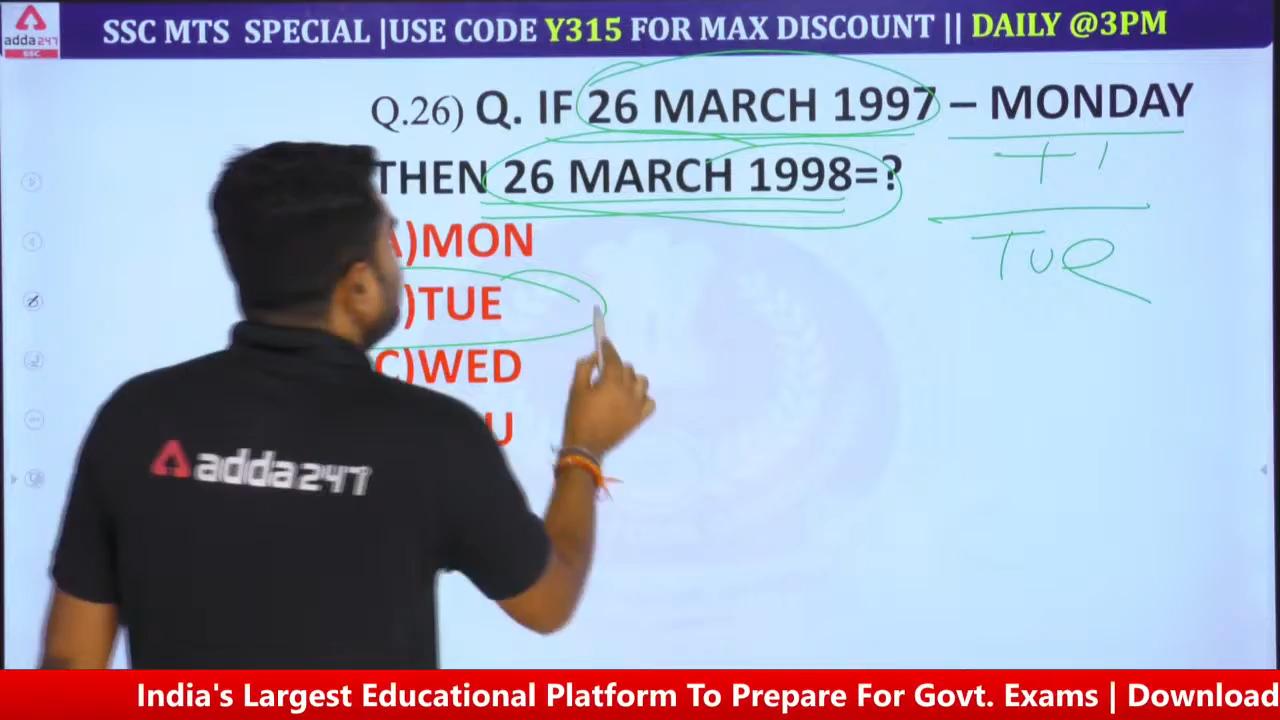 SSC MTS SPECIAL |USE CODE Y315 FOR MAX DISCOUNT || DAILY @3PM
adda247
SSC
Q.26) Q. IF 26 MARCH 1997 – MONDAY
THEN 26 MARCH 1998=?
+1
A)MON
TUE
)TUE
C)WED
U
adda247
India's Largest Educational Platform To Prepare For Govt. Exams | Download